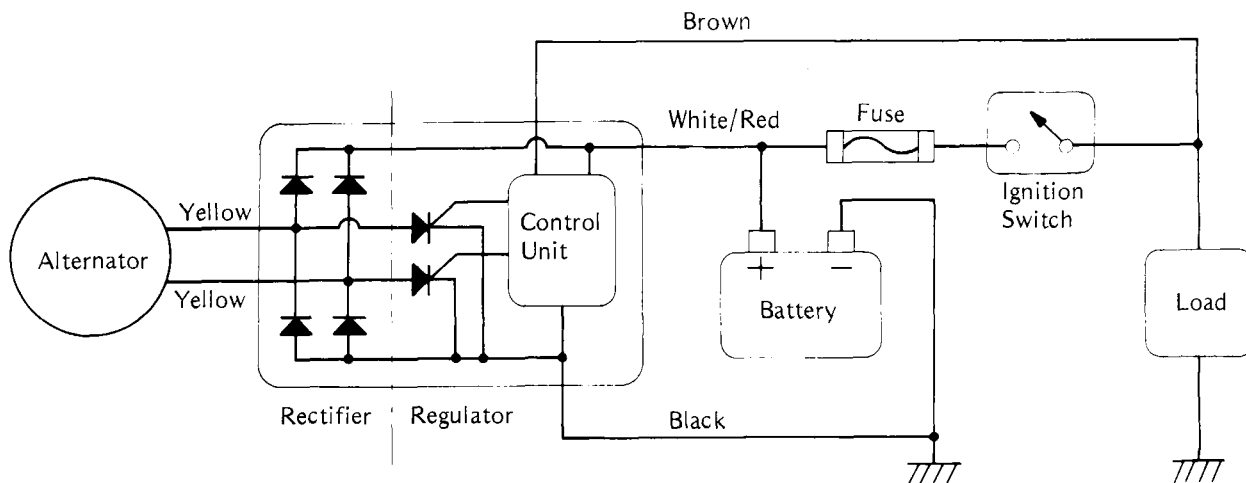 Brown
White/Red
Fuse
Yellow
Control
Unit
Ignition
Switch
Alternator
Yellow
+
−
Battery
Load
Rectifier
Regulator
Black